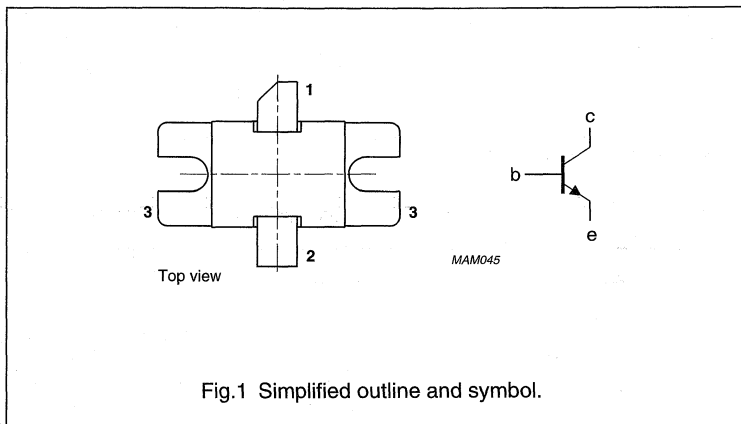 1
c
b
3
3
e
2
MAM045
Top view
Fig.1 Simplified outline and symbol.